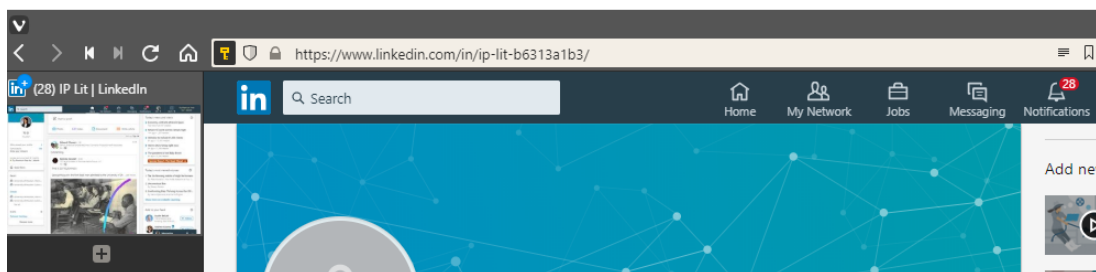 https://www.linkedin.com/in/ip-lit-b6313a1b3/
(28) IP Lit | LinkedIn
in
Search
Home
My Network
Jobs
Messaging
28
Notifications
Add ne